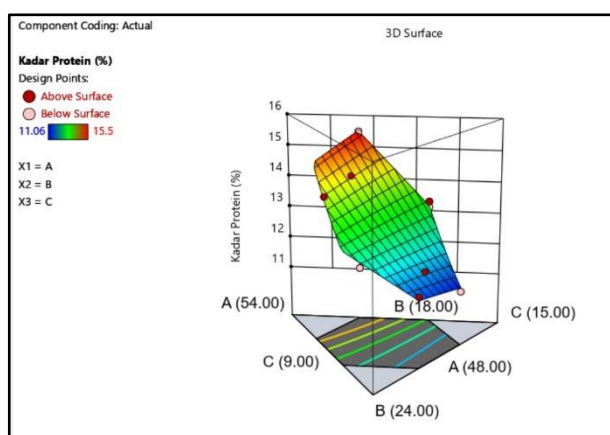 Component Coding: Actual
3D Surface
Kadar Protein (%)
Design Points:
Above Surface
Below Surface
11.06 15.5
X1 = A
X2 = B
X3 = C
16
15
14
13
12
11
Kadar Protein (%)
A (54.00)
B (18.00)
C (15.00)
C (9.00)
A (48.00)
B (24.00)